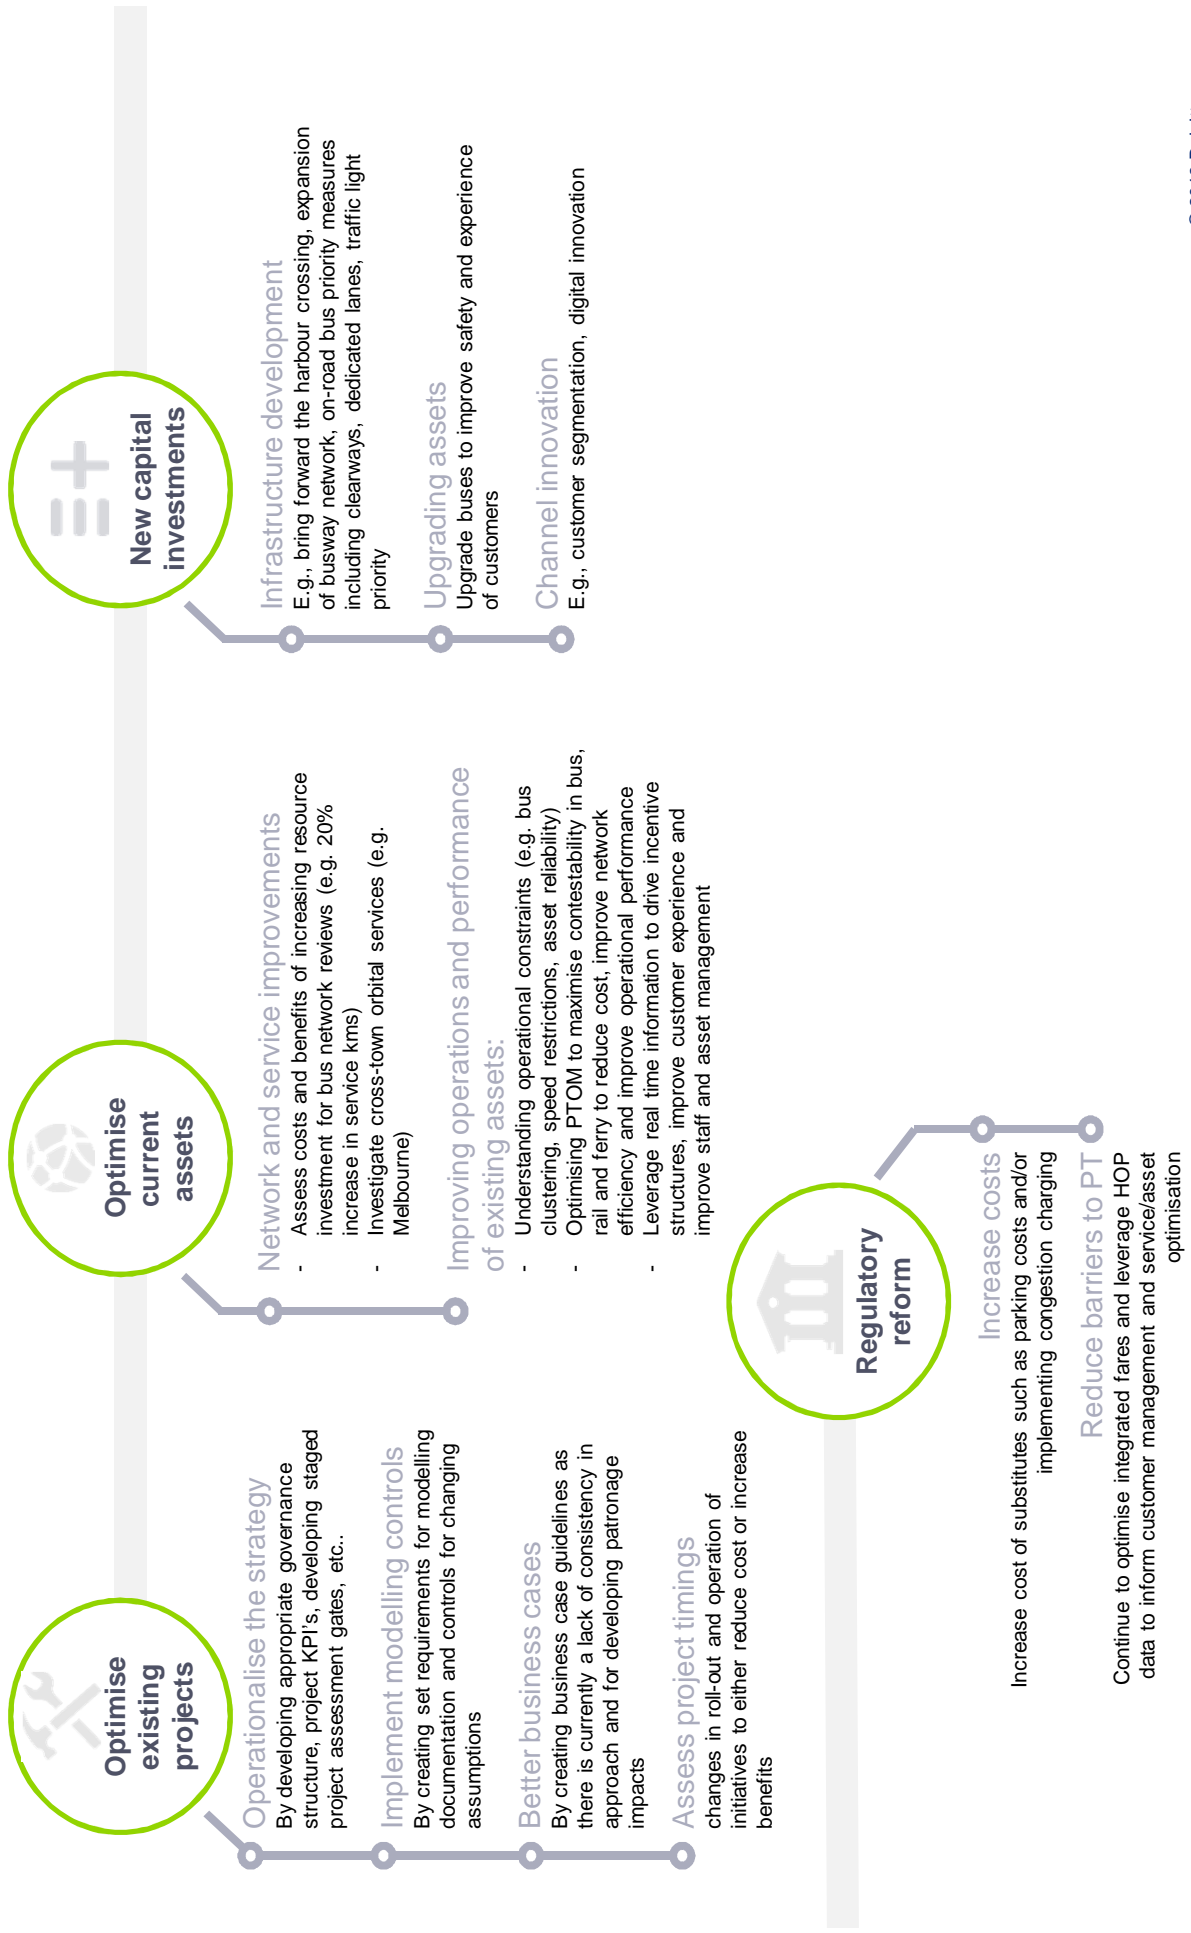 Optimise
existing
projects
Operationalise the strategy
By developing appropriate governance
structure, project KPI's, developing staged
project assessment gates, etc..
Implement modelling controls
By creating set requirements for modelling
documentation and controls for changing
assumptions
Better business cases
By creating business case guidelines as
there is currently a lack of consistency in
approach and for developing patronage
impacts
Assess project timings
changes in roll-out and operation of
initiatives to either reduce cost or increase
benefits
Optimise
current
assets
Network and service improvements
- Assess costs and benefits of increasing resource
investment for bus network reviews (e.g. 20%
increase in service kms)
- Investigate cross-town orbital services (e.g.
Malbourne)
Improving operations and performance
of existing assets:
- Understanding operational constraints (e.g. bus
clustering, speed restrictions, asset reliability)
- Optimising PTOM to maximise contestability in bus,
rail and ferry to reduce cost, improve network
efficiency and improve operational performance
- Leverage real time information to drive incentive
structures, improve customer experience and
improve staff and asset management
New capital
investments
Infrastructure development
E.g., bring forward the harbour crossing, expansion
of busway network, on-road bus priority measures
including clearways, dedicated lanes, traffic light
priority
Upgrading assets
Upgrade buses to improve safety and experience
of customers
Channel innovation
E.g., customer segmentation, digital innovation
Regulatory
reform
Increase costs
Increase cost of substitutes such as parking costs and/or
implementing congestion charging
Reduce barriers to PT
Continue to optimise integrated fares and leverage HOP
data to inform customer management and service/asset
optimisation